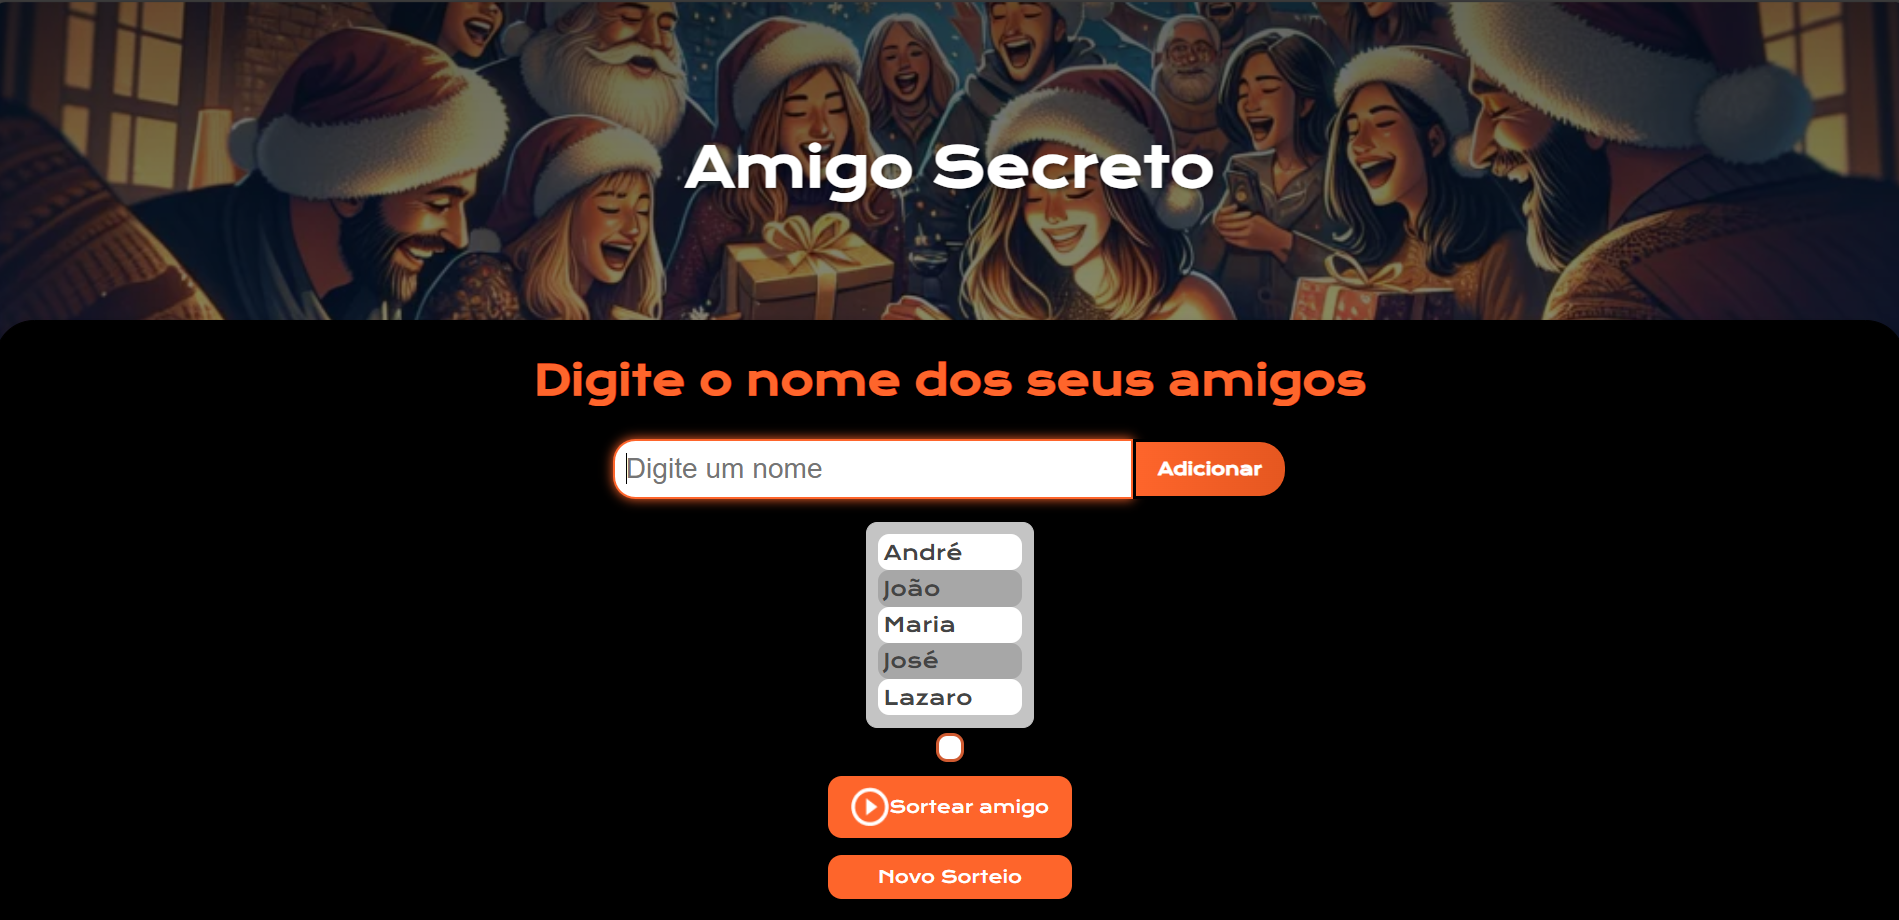 Amigo Secreto
Digite o nome dos seus amigos
Digite um nome
Adicionar
André
João
Maria
José
Lazaro
Sortear amigo
Novo Sorteio